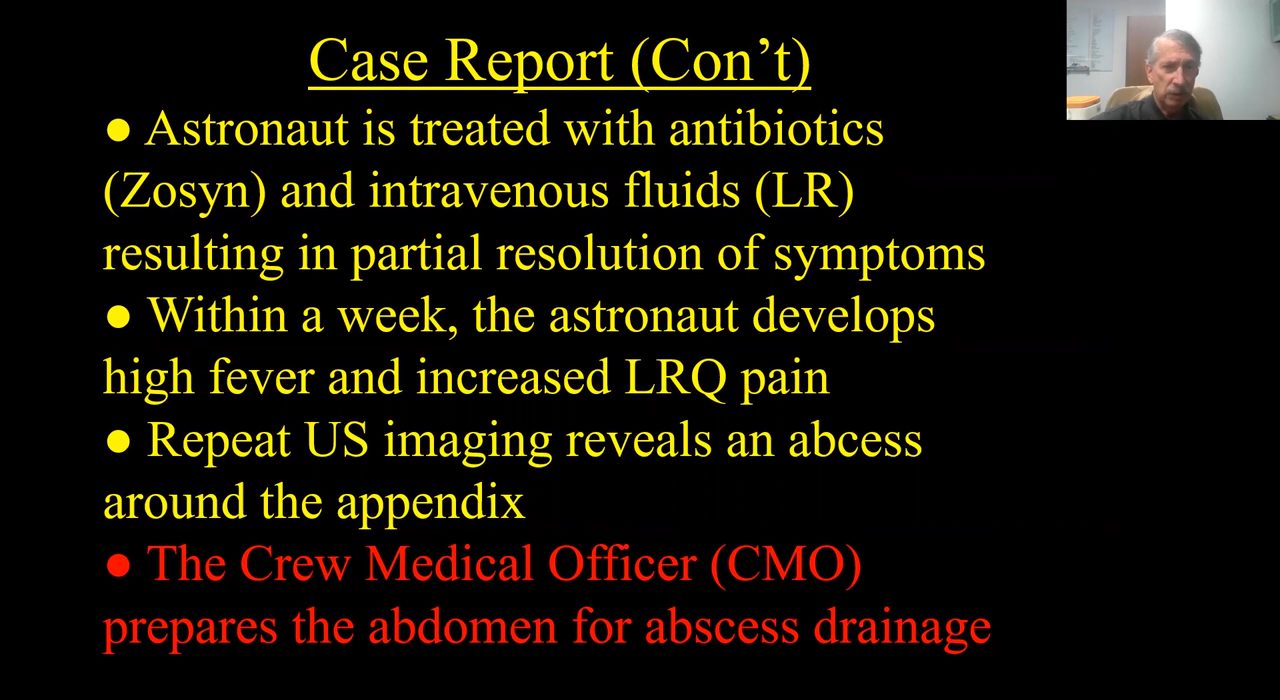 Case Report (Con’t)
● Astronaut is treated with antibiotics
(Zosyn) and intravenous fluids (LR)
resulting in partial resolution of symptoms
● Within a week, the astronaut develops
high fever and increased LRQ pain
● Repeat US imaging reveals an abcess
around the appendix
● The Crew Medical Officer (CMO)
prepares the abdomen for abscess drainage